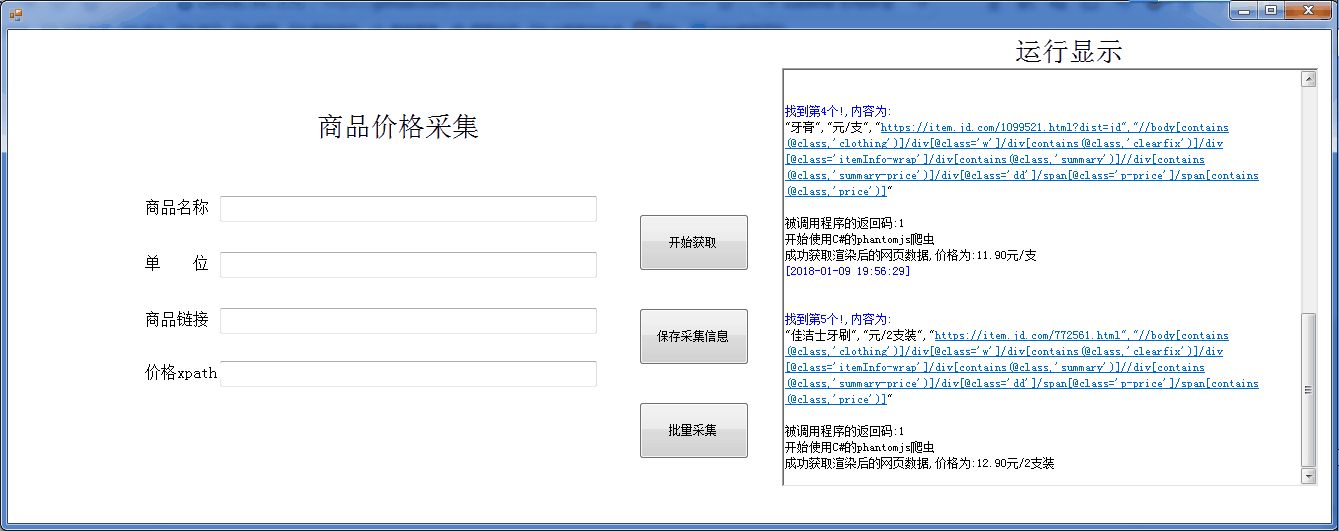 商品价格采集
商品名称
单 位
商品链接
价格xpath
开始获取
保存采集信息
批量采集
运行显示
找到第4个!,内容为:
"牙膏","元/支","https://item.jd.com/1099521.html?dist=jd","//body[contains
(@class,'clothing')]/div[@class='w']/div[contains(@class,'clearfix')]/div
[@class='itemInfo-wrap']/div[contains(@class,'summary')]//div[contains
(@class,'summary-price')]/div[@class='dd']/span[@class='p-price']/span[contains
(@class,'price')]"
被调用程序的返回码:1
开始使用C#的phantomjs爬虫
成功获取渲染后的网页数据,价格为:11.90元/支
[2018-01-09 19:56:29]
找到第5个!,内容为:
"佳洁士牙刷","元/2支装","https://item.jd.com/772561.html","//body[contains
(@class,'clothing')]/div[@class='w']/div[contains(@class,'clearfix')]/div
[@class='itemInfo-wrap']/div[contains(@class,'summary')]//div[contains
(@class,'summary-price')]/div[@class='dd']/span[@class='p-price']/span[contains
(@class,'price')]"
被调用程序的返回码:1
开始使用C#的phantomjs爬虫
成功获取渲染后的网页数据,价格为:12.90元/2支装